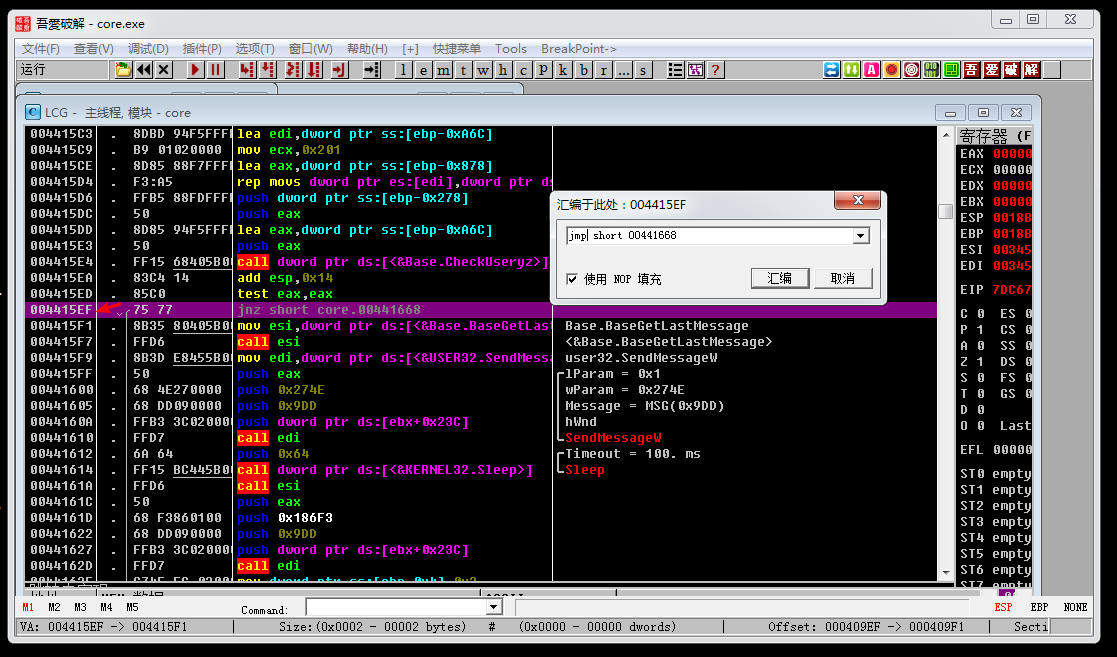 吾愛破解 - core.exe
文件(F) 查看(V) 调试(D) 插件(P) 选项(T) 窗口(W) 帮助(H) [+] 快捷菜单 Tools BreakPoint->
运行 l e m t w h c p k b r ... s ? 吾 爱 破 解
LCG - 主线程, 模块 - core
004415C3 . 8DBD 94F5FFFF lea edi,dword ptr ss:[ebp-0xA6C]
004415C9 . B9 01020000 mov ecx,0x201
004415CE . 8D85 88F7FFFF lea eax,dword ptr ss:[ebp-0x878]
004415D4 . F3:A5 rep movs dword ptr es:[edi],dword ptr ds
004415D6 . FFB5 88FDFFFF push dword ptr ss:[ebp-0x278]
004415DC . 50 push eax
004415DD . 8D85 94F5FFFF lea eax,dword ptr ss:[ebp-0xA6C]
004415E3 . 50 push eax
004415E4 . FF15 68405B00 call dword ptr ds:[<&Base.CheckUseryz>]
004415EA . 83C4 14 add esp,0x14
004415ED . 85C0 test eax,eax
004415EF . 75 77 jnz short core.00441668
004415F1 . 8B35 80405B00 mov esi,dword ptr ds:[<&Base.BaseGetLast Base.BaseGetLastMessage
004415F7 . FFD6 call esi <&Base.BaseGetLastMessage>
004415F9 . 8B3D E8455B00 mov edi,dword ptr ds:[<&USER32.SendMessa user32.SendMessageW
004415FF . 50 push eax lParam = 0x1
00441600 . 68 4E270000 push 0x274E wParam = 0x274E
00441605 . 68 DD090000 push 0x9DD Message = MSG(0x9DD)
0044160A . FFB3 3C020000 push dword ptr ds:[ebx+0x23C] hWnd
00441610 . FFD7 call edi SendMessageW
00441612 . 6A 64 push 0x64 Timeout = 100. ms
00441614 . FF15 BC445B00 call dword ptr ds:[<&KERNEL32.Sleep>] Sleep
0044161A . FFD6 call esi
0044161C . 50 push eax
0044161D . 68 F3860100 push 0x186F3
00441622 . 68 DD090000 push 0x9DD
00441627 . FFB3 3C020000 push dword ptr ds:[ebx+0x23C]
0044162D . FFD7 call edi
汇编于此处：004415EF
jmp short 00441668
使用 NOP 填充 汇编 取消
寄存器 (F
EAX 00000
ECX 00000
EDX 00000
EBX 00000
ESP 0018B
EBP 0018B
ESI 00345
EDI 00345
EIP 7DC67
C 0 ES 0
P 1 CS 0
A 0 SS 0
Z 1 DS 0
S 0 FS 0
T 0 GS 0
D 0
O 0 Last
EFL 00000
ST0 empty
ST1 empty
ST2 empty
ST3 empty
ST4 empty
ST5 empty
ST6 empty
ST7 empty
M1 M2 M3 M4 M5 Command: ESP EBP NONE
VA: 004415EF -> 004415F1 Size:(0x0002 - 00002 bytes) # (0x0000 - 00000 dwords) Offset: 000409EF -> 000409F1 Secti